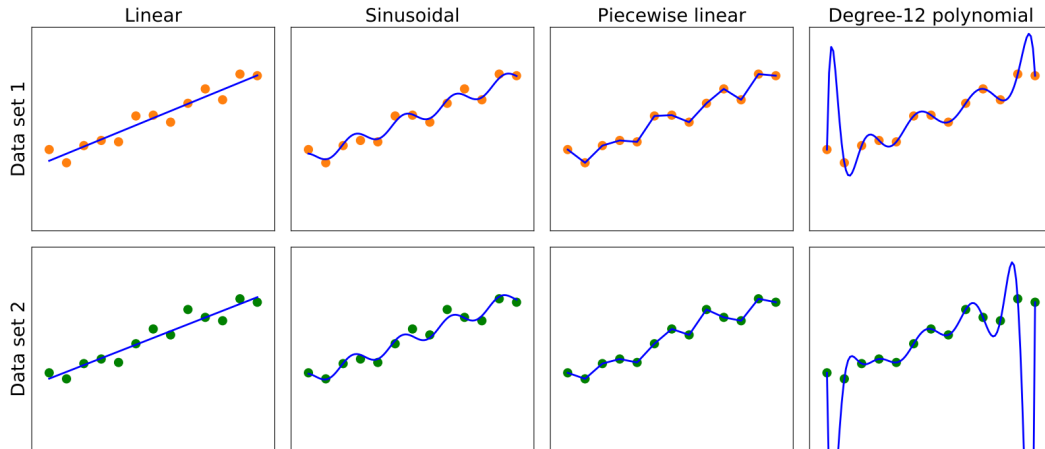 Linear
Sinusoidal
Piecewise linear
Degree-12 polynomial
Data set 1
Data set 2